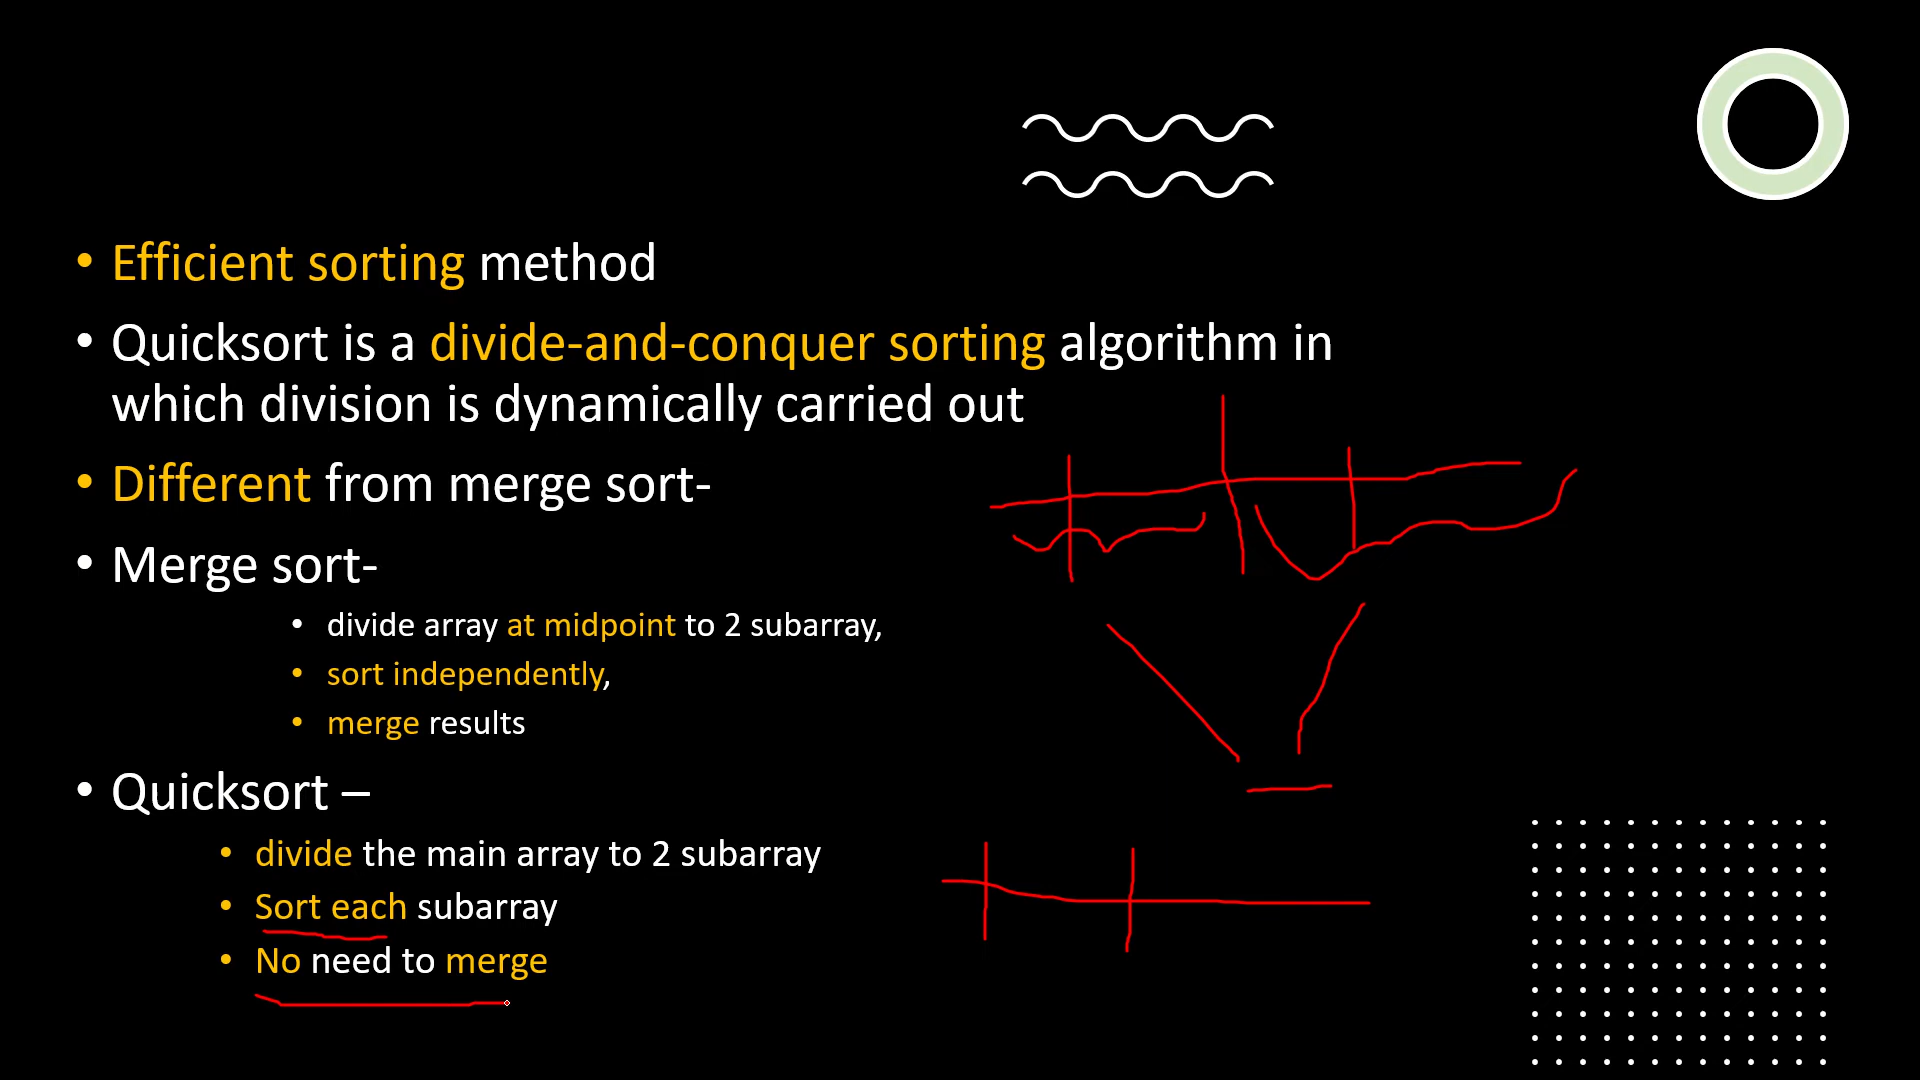 • Efficient sorting method
• Quicksort is a divide-and-conquer sorting algorithm in
which division is dynamically carried out
• Different from merge sort-
• Merge sort-
• divide array at midpoint to 2 subarray,
• sort independently,
• merge results
• Quicksort –
• divide the main array to 2 subarray
• Sort each subarray
• No need to merge